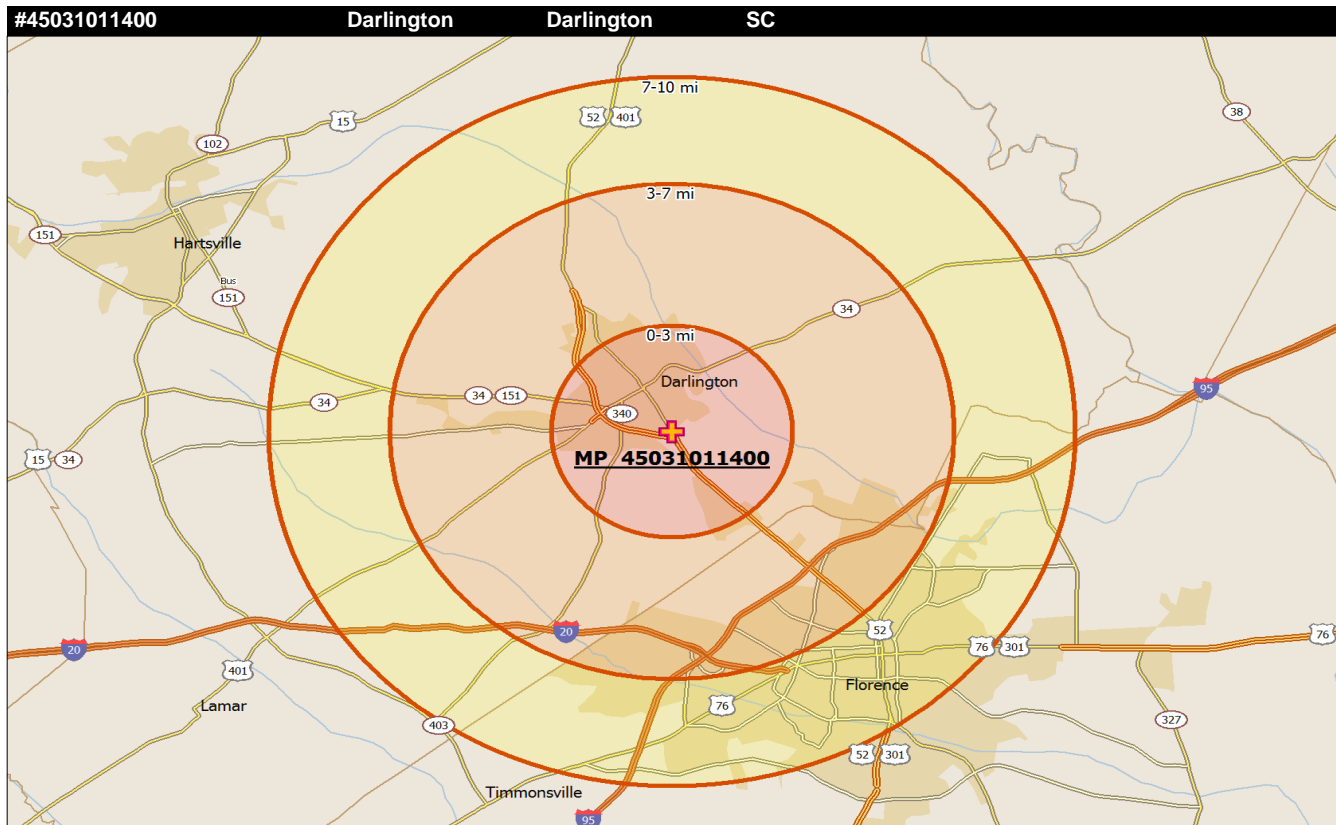 #45031011400 Darlington Darlington SC
7-10 mi
52 401
38
15
102
3-7 mi
151
Hartsville
Bus
151
34
0-3 mi
Darlington
95
34 151
34
340
MP 45031011400
15 34
52
20
76
20
76 301
401
Florence
Lamar
76
327
403
52 301
Timmonsville
95